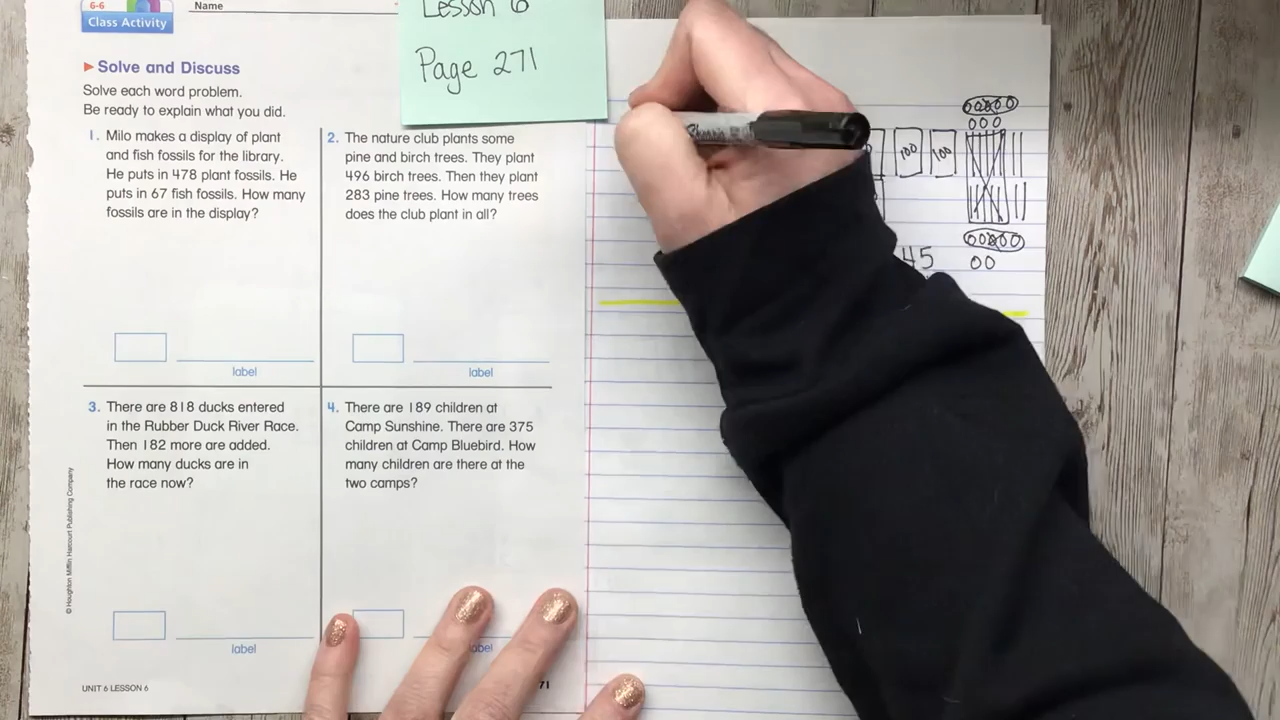 6-6
Class Activity
Name
Lesson 6
Page 271
Solve and Discuss
Solve each word problem.
Be ready to explain what you did.
1. Milo makes a display of plant
and fish fossils for the library.
He puts in 478 plant fossils. He
puts in 67 fish fossils. How many
fossils are in the display?
label
2. The nature club plants some
pine and birch trees. They plant
496 birch trees. Then they plant
283 pine trees. How many trees
does the club plant in all?
label
3. There are 818 ducks entered
in the Rubber Duck River Race.
Then 182 more are added.
How many ducks are in
the race now?
label
4. There are 189 children at
Camp Sunshine. There are 375
children at Camp Bluebird. How
many children are there at the
two camps?
© Houghton Mifflin Harcourt Publishing Company
UNIT 6 LESSON 6
Sharpie
100 100
45